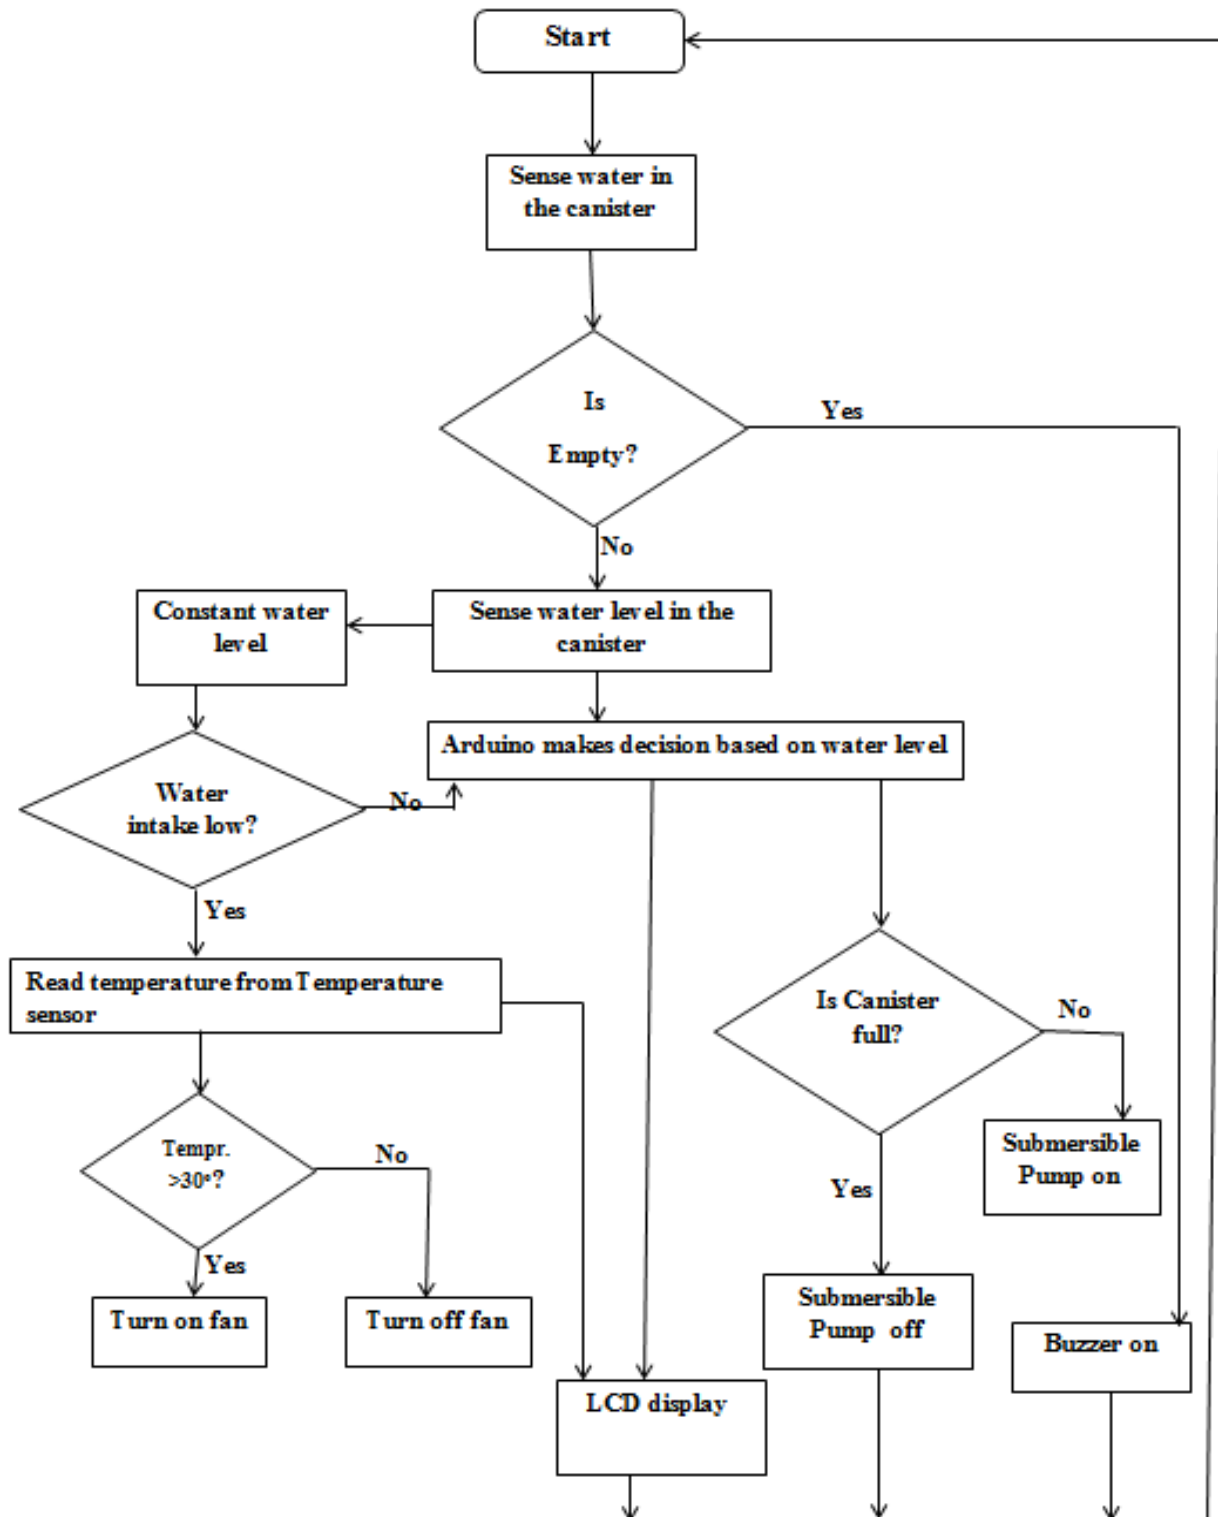 Start
Sense water in
the canister
Is
Empty?
Yes
No
Constant water
level
Sense water level in the
canister
Arduino makes decision based on water level
Water
intake low?
No
Yes
Read temperature from Temperature
sensor
Is Canister
full?
No
Submersible
Pump on
Tempr.
>30°?
No
Yes
Yes
Turn on fan
Turn off fan
Submersible
Pump off
Buzzer on
LCD display